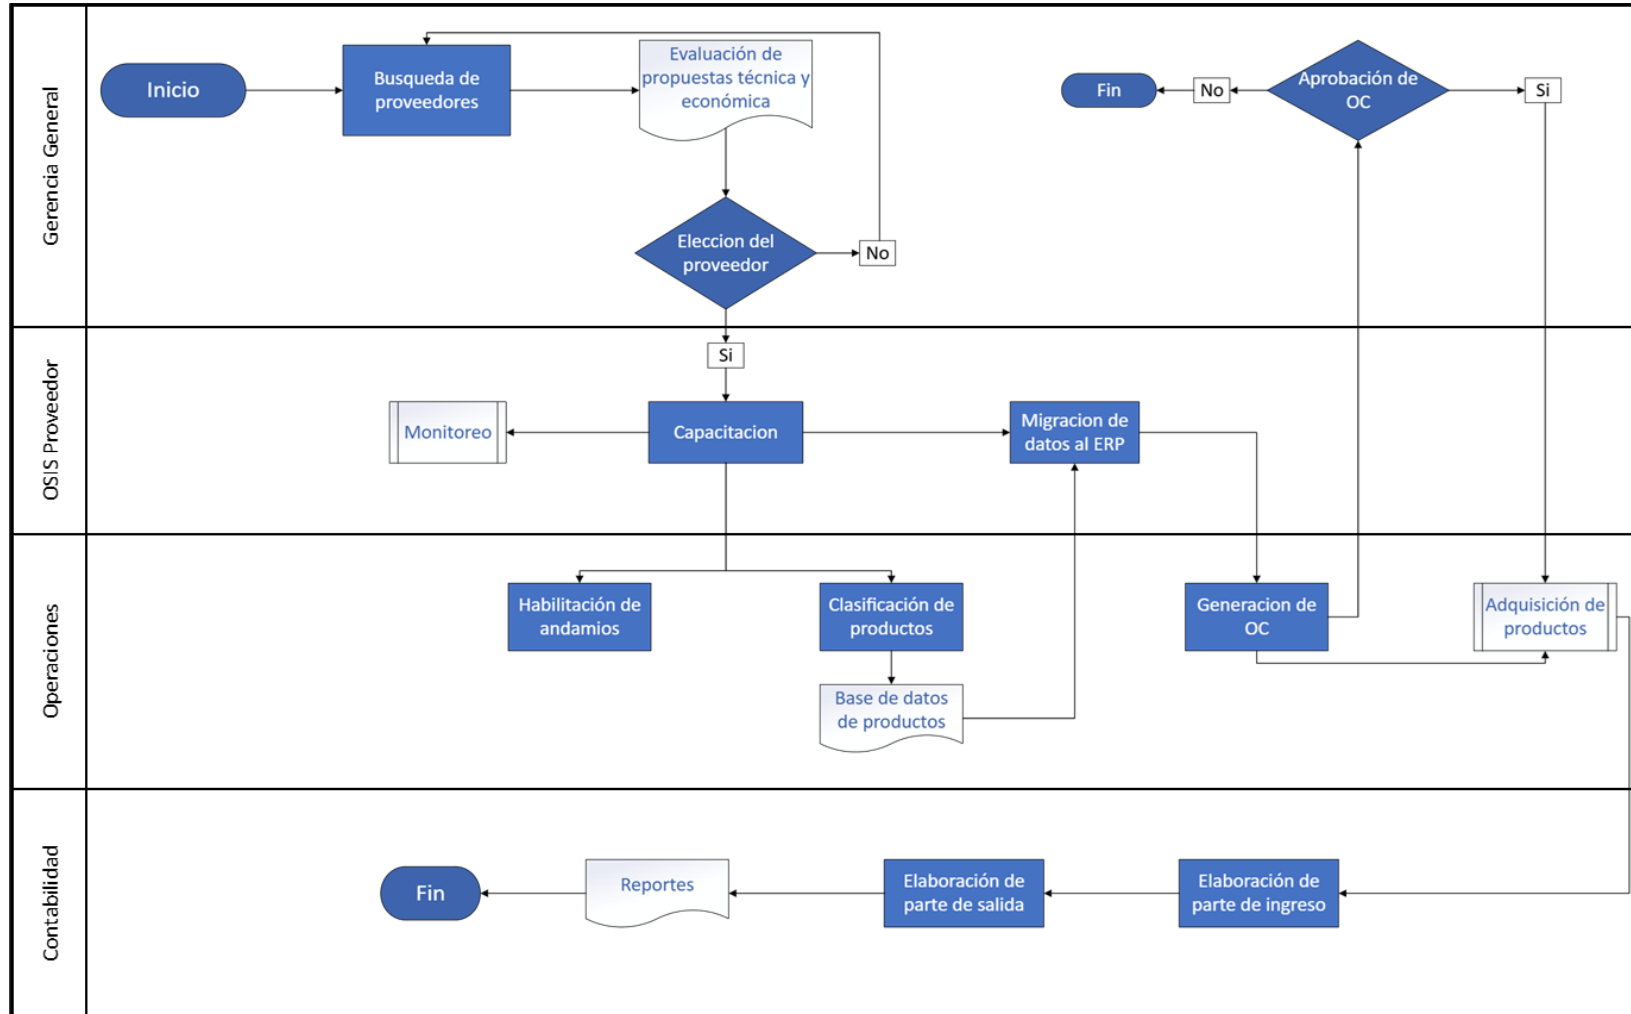 Gerencia General
Inicio
Busqueda de
proveedores
Evaluación de
propuestas técnica y
económica
Eleccion del
proveedor
No
Fin
No
Aprobación de
OC
Si
OSIS Proveedor
Si
Monitoreo
Capacitacion
Migracion de
datos al ERP
Operaciones
Habilitación de
andamios
Clasificación de
productos
Base de datos
de productos
Generacion de
OC
Adquisición de
productos
Contabilidad
Fin
Reportes
Elaboración de
parte de salida
Elaboración de
parte de ingreso